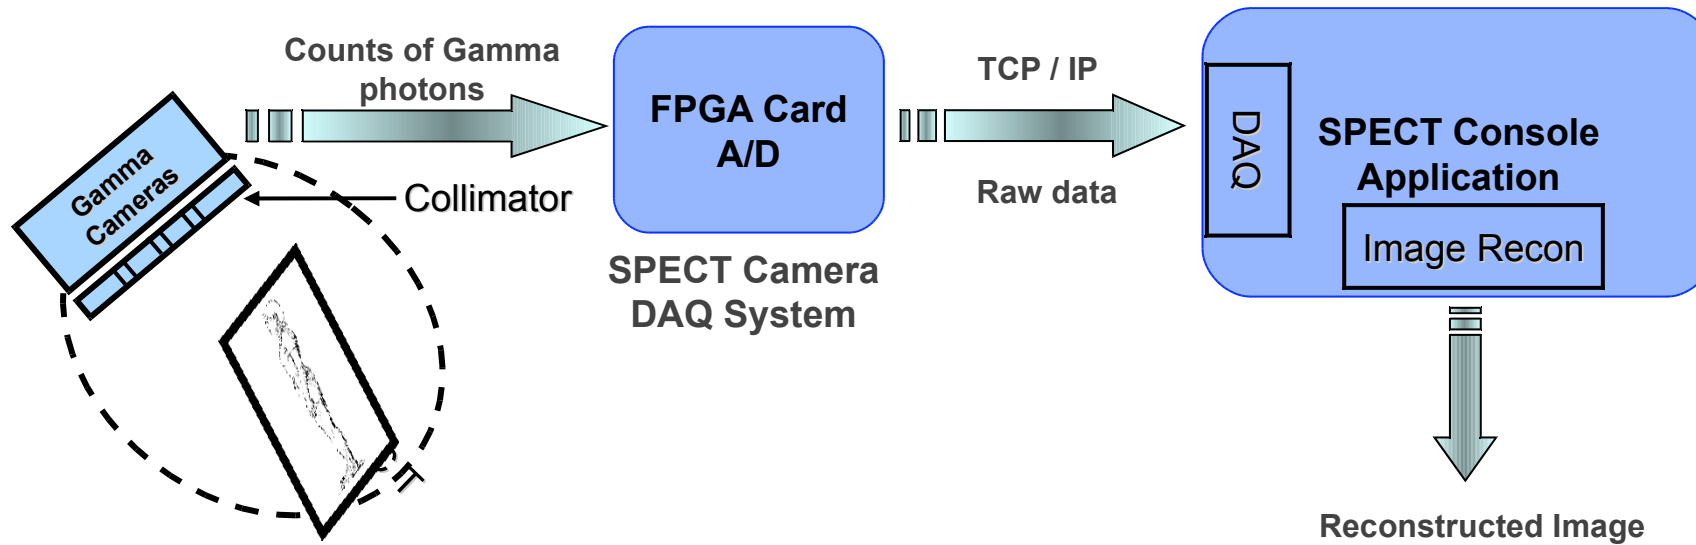 Counts of Gamma
photons
Gamma
Cameras
Collimator
FPGA Card
A/D
SPECT Camera
DAQ System
TCP / IP
Raw data
DAQ
SPECT Console
Application
Image Recon
Reconstructed Image